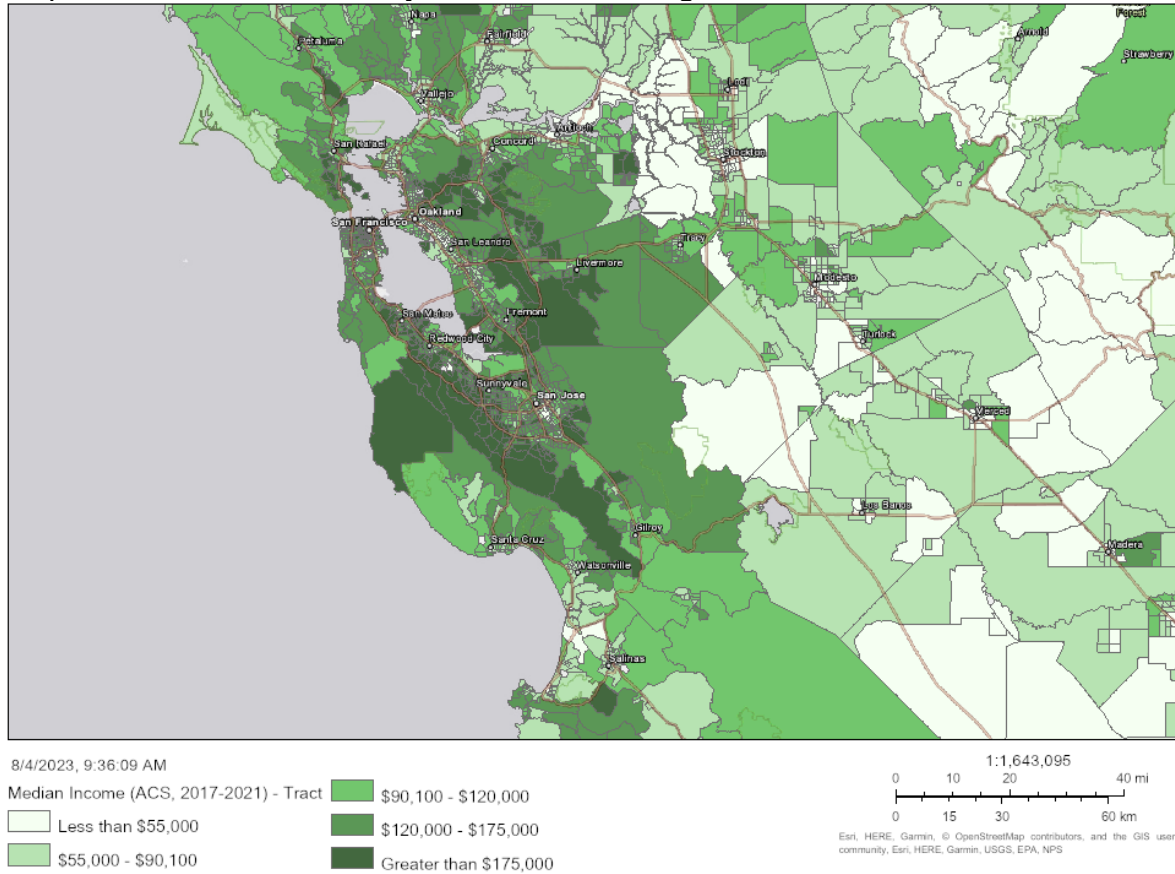 Napa
Forest
Petaluma
Fairfield
Arnold
Strawberry
Vallejo
Lodi
San Rafael
Concord
Antioch
Stockton
San Francisco
Oakland
San Leandro
Tracy
Livermore
Modesto
San Mateo
Fremont
Redwood City
Turlock
Sunnyvale
San Jose
Merced
Los Banos
Gilroy
Santa Cruz
Madera
Watsonville
Salinas
8/4/2023, 9:36:09 AM
Median Income (ACS, 2017-2021) - Tract
Less than $55,000
$55,000 - $90,100
$90,100 - $120,000
$120,000 - $175,000
Greater than $175,000
1:1,643,095
0 10 20 40 mi
0 15 30 60 km
Esri, HERE, Garmin, © OpenStreetMap contributors, and the GIS user
community, Esri, HERE, Garmin, USGS, EPA, NPS